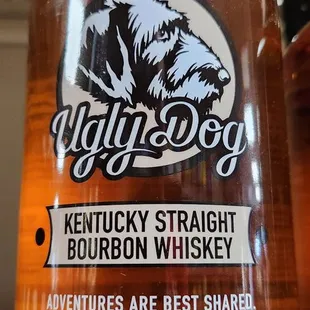 Ugly Dog
KENTUCKY STRAIGHT
BOURBON WHISKEY
ADVENTURES ARE BEST SHARED.